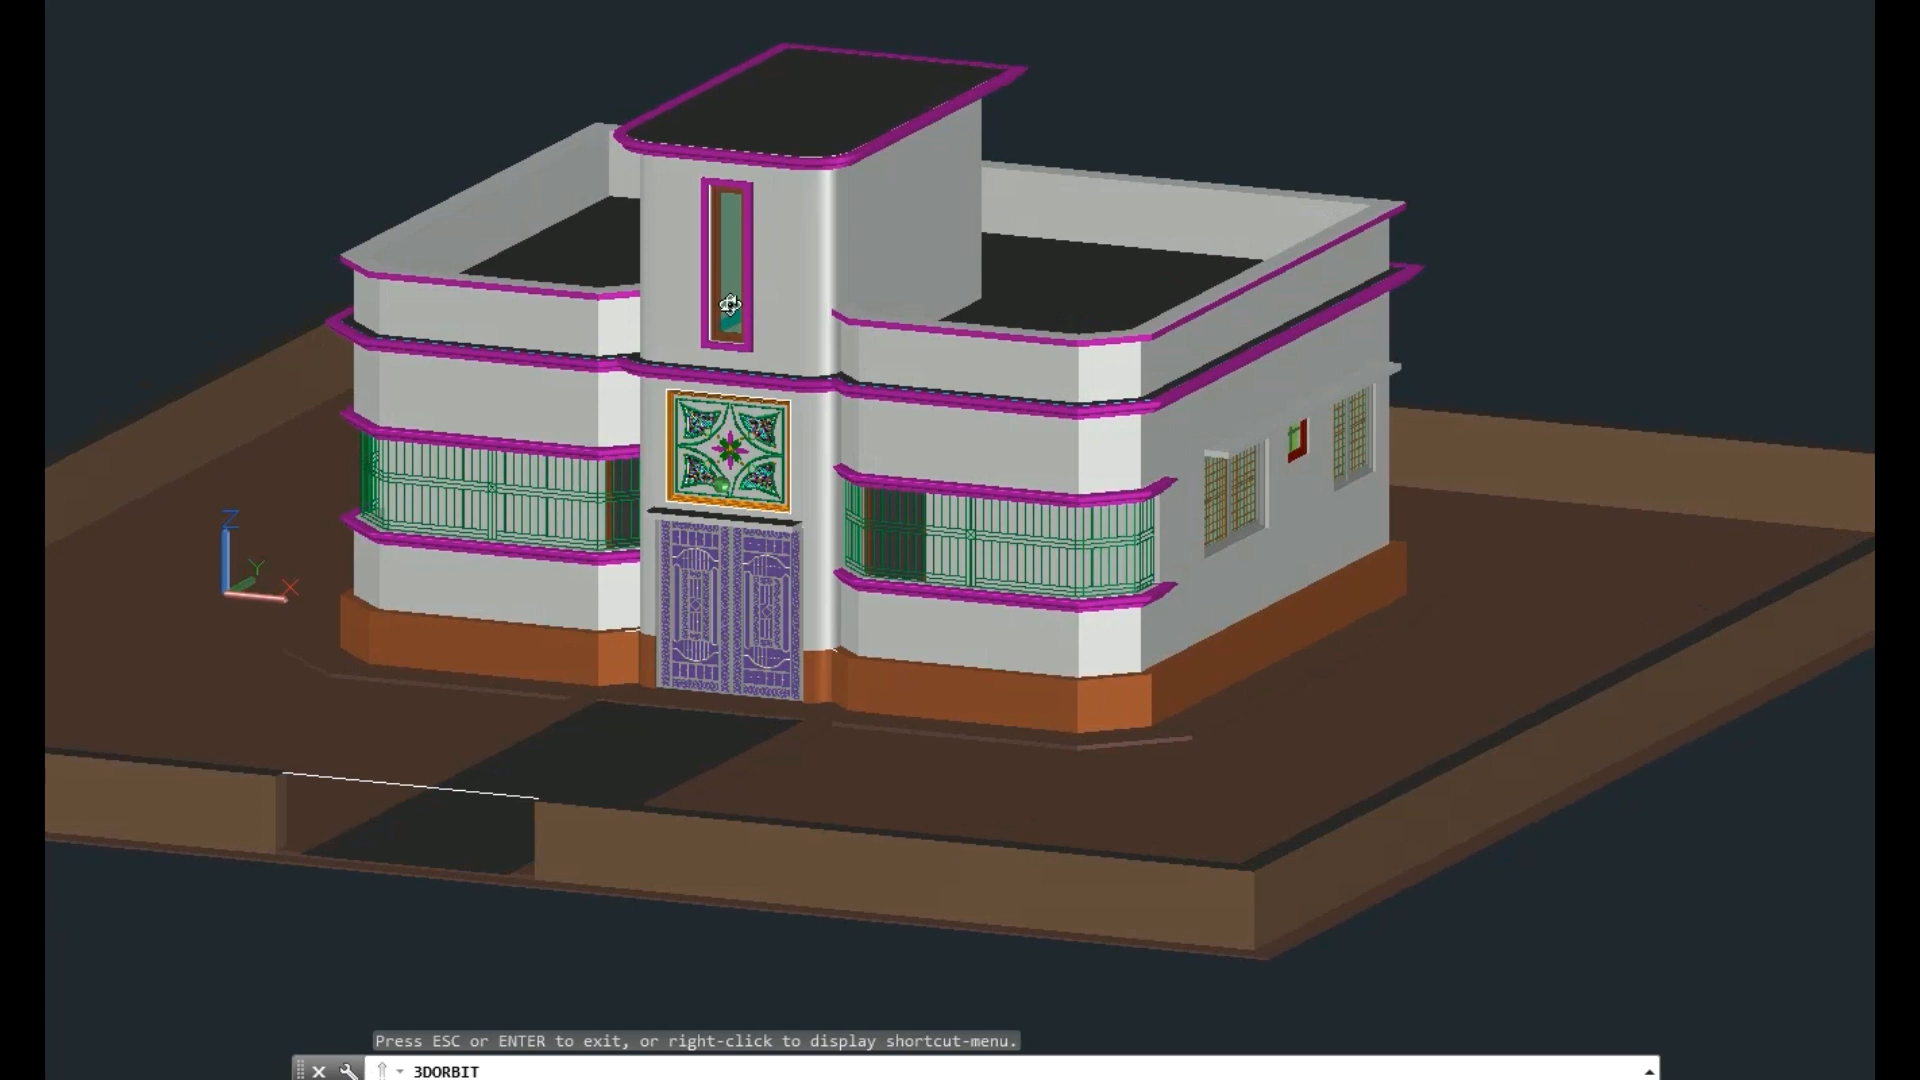 Z
Y
X
Press ESC or ENTER to exit, or right-click to display shortcut-menu.
3DORBIT